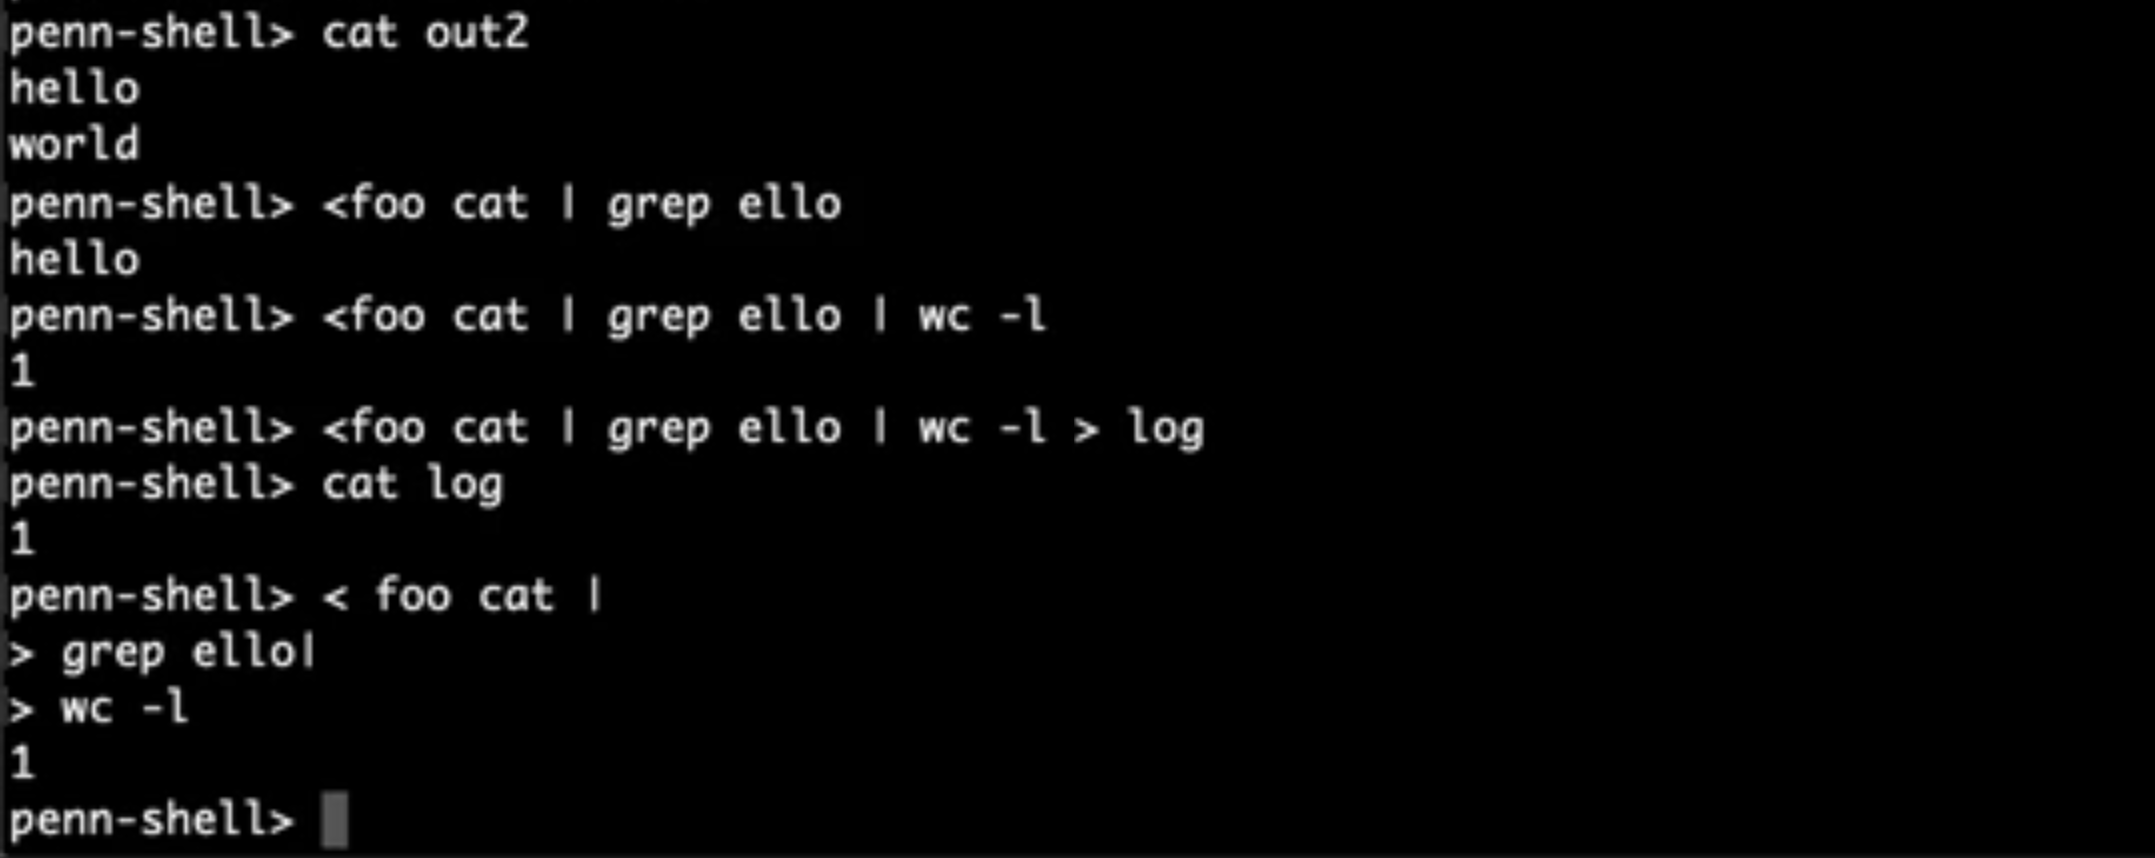 penn-shell> cat out2
hello
world
penn-shell> <foo cat | grep ello
hello
penn-shell> <foo cat | grep ello | wc -l
1
penn-shell> <foo cat | grep ello | wc -l > log
penn-shell> cat log
1
penn-shell> < foo cat |
> grep ello|
> wc -l
1
penn-shell>